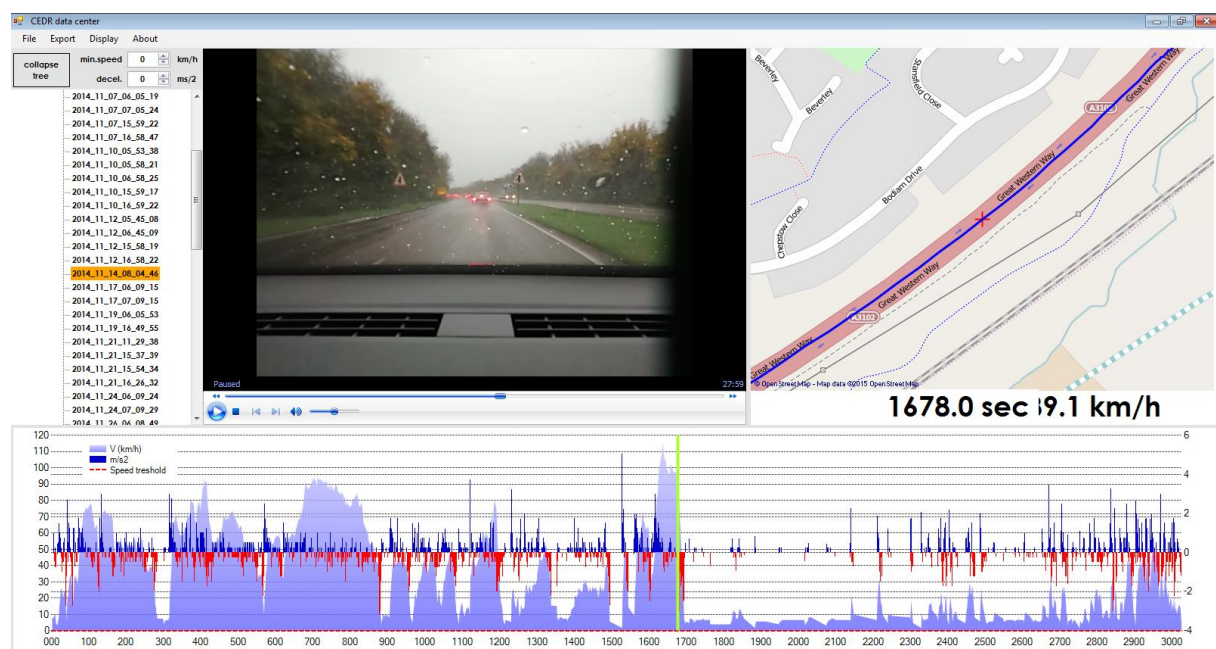 CEDR data center
File Export Display About
collapse tree
min.speed 0 km/h
decel. 0 ms/2
2014_11_07_06_05_19
2014_11_07_07_05_24
2014_11_07_15_59_22
2014_11_07_16_58_47
2014_11_10_05_53_38
2014_11_10_05_58_21
2014_11_10_06_58_25
2014_11_10_15_59_17
2014_11_10_16_59_22
2014_11_12_05_45_08
2014_11_12_06_45_09
2014_11_12_15_58_19
2014_11_12_16_58_22
2014_11_14_08_04_46
2014_11_17_06_09_15
2014_11_17_07_09_15
2014_11_19_06_05_53
2014_11_19_16_49_55
2014_11_21_11_29_38
2014_11_21_15_37_39
2014_11_21_15_54_34
2014_11_21_16_26_32
2014_11_24_06_09_24
2014_11_24_07_09_29
2014_11_26_06_08_49
Paused 27:59
Beverley
Beverley
Stansfield Close
Bodiam Drive
Chepstow Close
Great Western Way
Great Western Way
Great Western Way
Great Western Way
A3102
© OpenStreetMap - Map data ©2015 OpenStreetMap
1678.0 sec 9.1 km/h
V (km/h)
m/s2
Speed treshold
120
110
100
90
80
70
60
50
40
30
20
10
0
6
4
2
0
-2
-4
000 100 200 300 400 500 600 700 800 900 1000 1100 1200 1300 1400 1500 1600 1700 1800 1900 2000 2100 2200 2300 2400 2500 2600 2700 2800 2900 3000